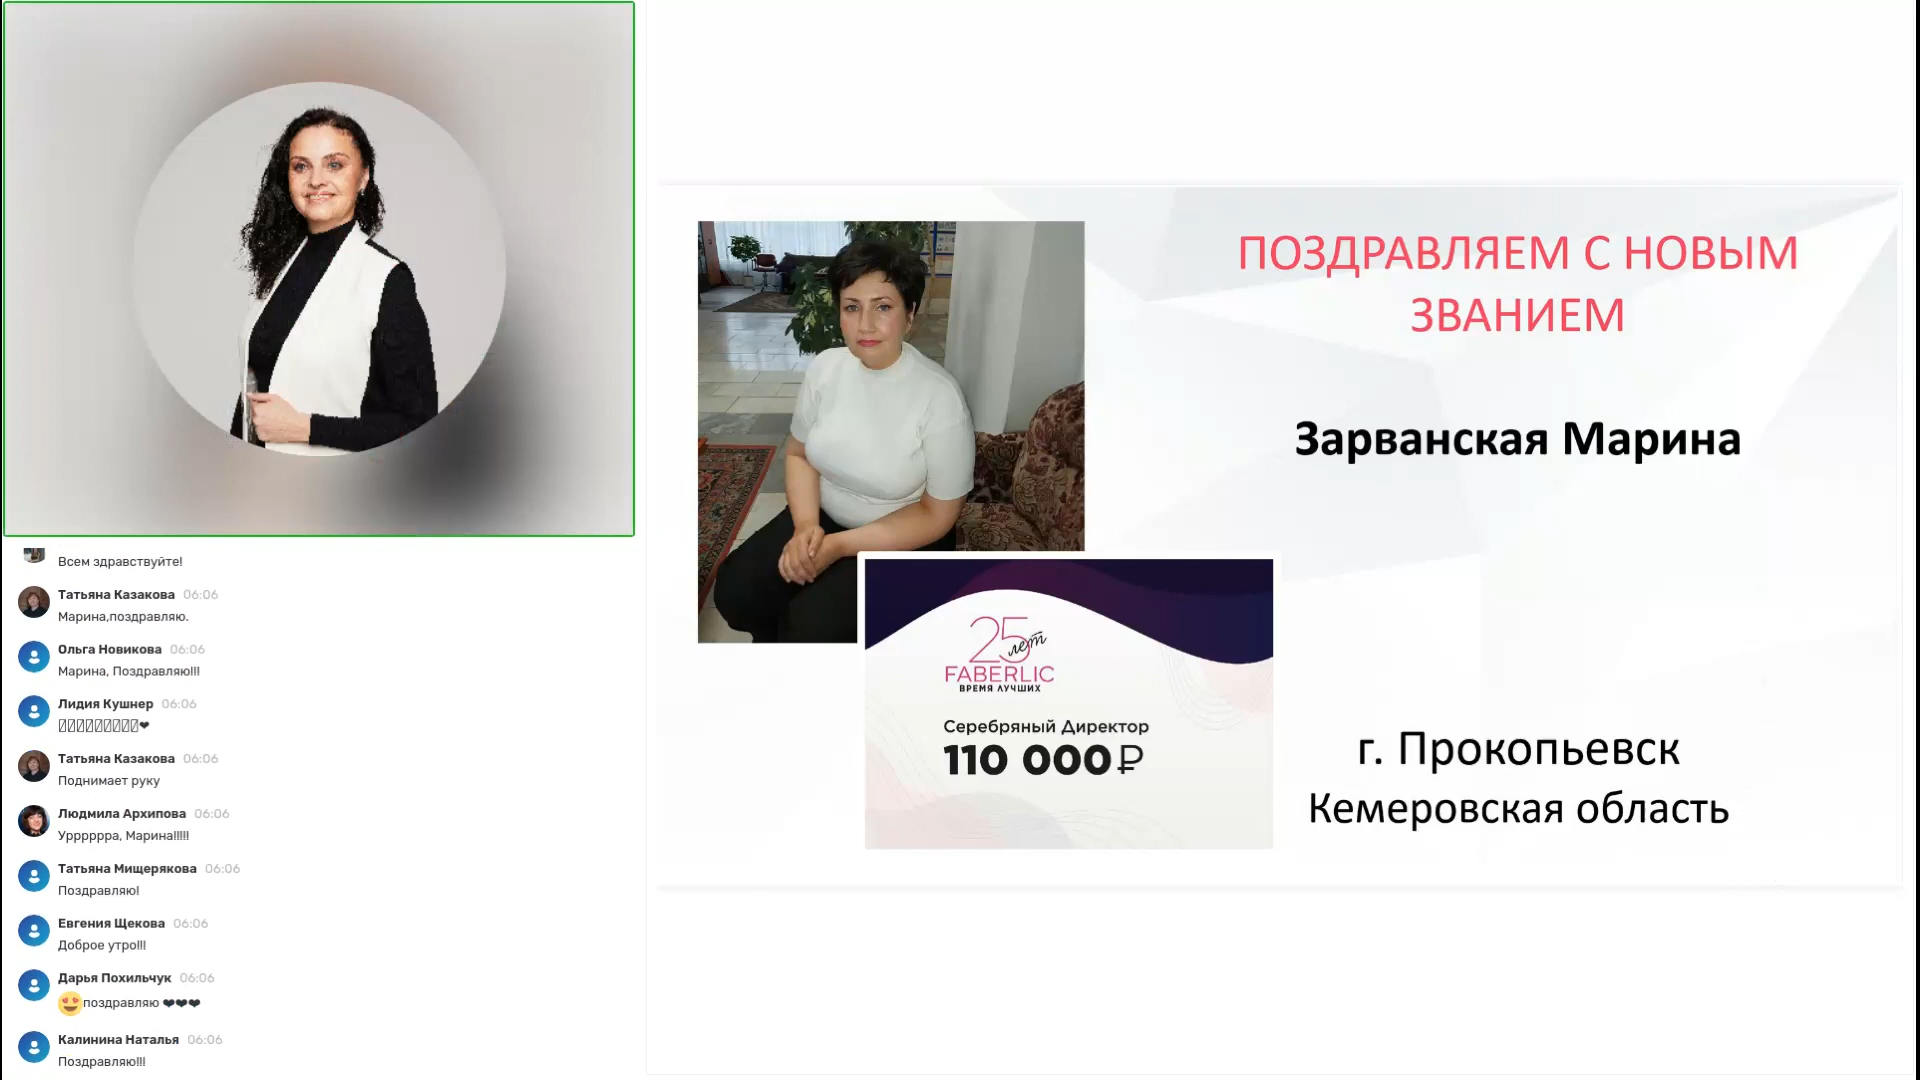 Всем здравствуйте!
Татьяна Казакова 06:06
Марина,поздравляю.
Ольга Новикова 06:06
Марина, Поздравляю!!!
Лидия Кушнер 06:06
❤
Татьяна Казакова 06:06
Поднимает руку
Людмила Архипова 06:06
Урррррра, Марина!!!!!
Татьяна Мищерякова 06:06
Поздравляю!
Евгения Щекова 06:06
Доброе утро!!!
Дарья Похильчук 06:06
😍поздравляю ❤❤❤
Калинина Наталья 06:06
Поздравляю!!!
ПОЗДРАВЛЯЕМ С НОВЫМ
ЗВАНИЕМ
Зарванская Марина
25 лет
FABERLIC
ВРЕМЯ ЛУЧШИХ
Серебряный Директор
110 000 ₽
г. Прокопьевск
Кемеровская область